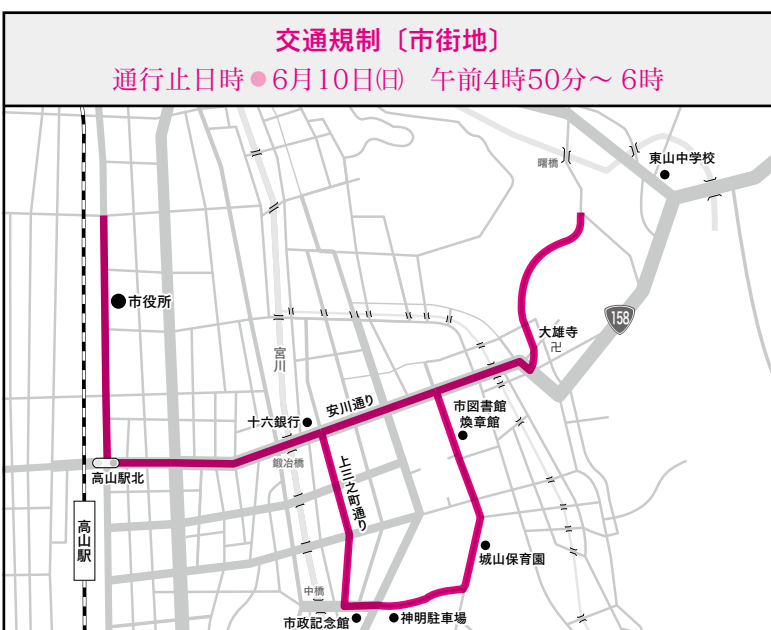 交通規制〔市街地〕
通行止日時●6月10日㈰　午前4時50分～6時
曙橋
東山中学校
市役所
158
大雄寺
卍
宮川
安川通り
市図書館
煥章館
十六銀行
鍛冶橋
高山駅北
上三之町通り
高山駅
城山保育園
中橋
市政記念館
神明駐車場